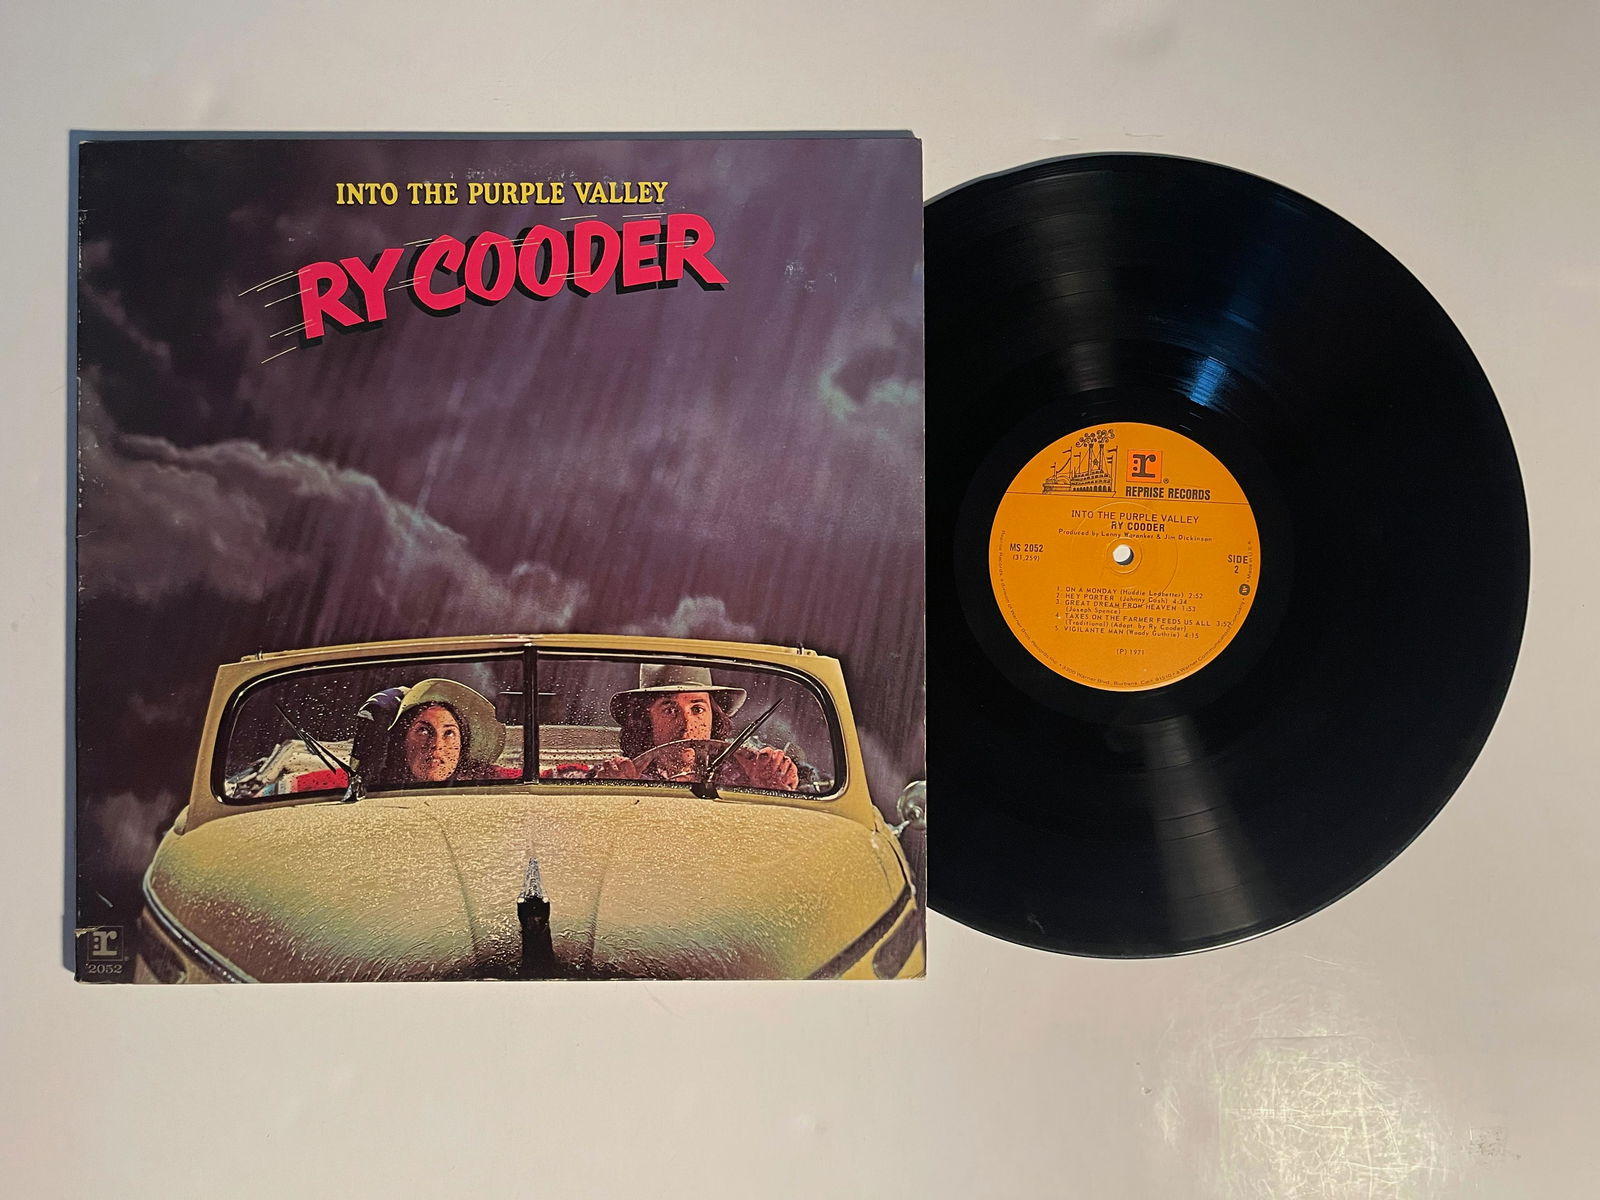 INTO THE PURPLE VALLEY
RY COODER
r
2052
r
REPRISE RECORDS
INTO THE PURPLE VALLEY
RY COODER
Produced by Lenny Waronker & Jim Dickinson
MS 2052
(31,259)
SIDE
2
1. ON A MONDAY (Huddie Ledbetter) 2:52
2. HEY PORTER (Johnny Cash) 4:34
3. GREAT DREAM FROM HEAVEN 1:53
(Joseph Spence)
4. TAXES ON THE FARMER FEEDS US ALL 3:52
(Traditional) (Adapt. by Ry Cooder)
5. VIGILANTE MAN (Woody Guthrie) 4:15
(P) 1971